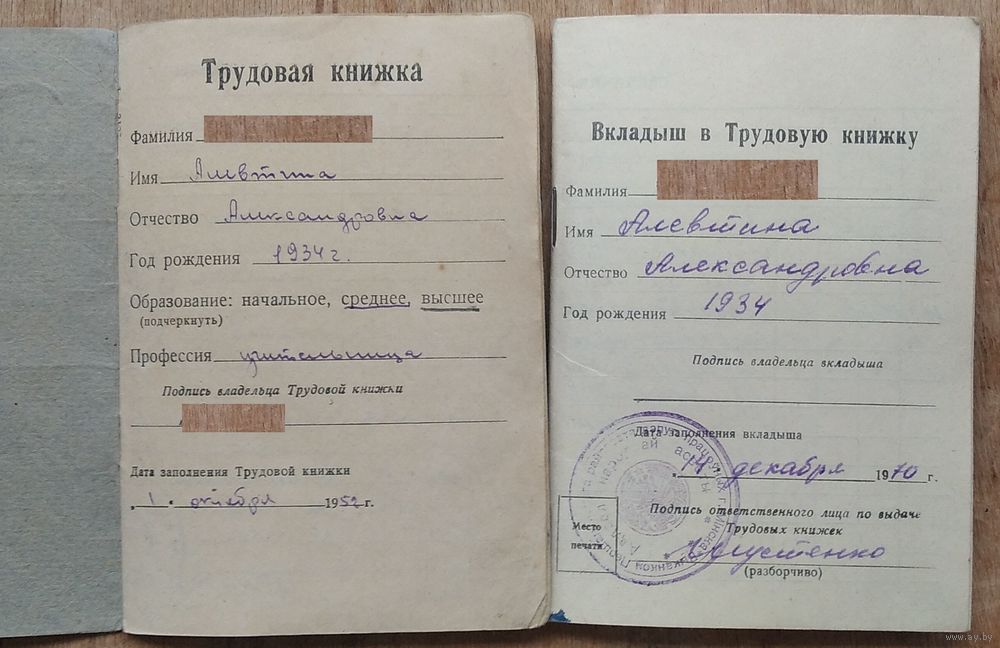 Трудовая книжка
Фамилия
Имя Алевтина
Отчество Александровна
Год рождения 1934 г.
Образование: начальное, среднее, высшее
(подчеркнуть)
Профессия учительница
Подпись владельца Трудовой книжки
Дата заполнения Трудовой книжки
„ 1 . октября 1952 г.
Вкладыш в Трудовую книжку
Фамилия
Имя Алевтина
Отчество Александровна
Год рождения 1934
Подпись владельца вкладыша
Дата заполнения вкладыша
„ 14 декабря 1970 г.
Подпись ответственного лица по выдаче
Трудовых книжек
Место
печати
(разборчиво)
www.ay.by